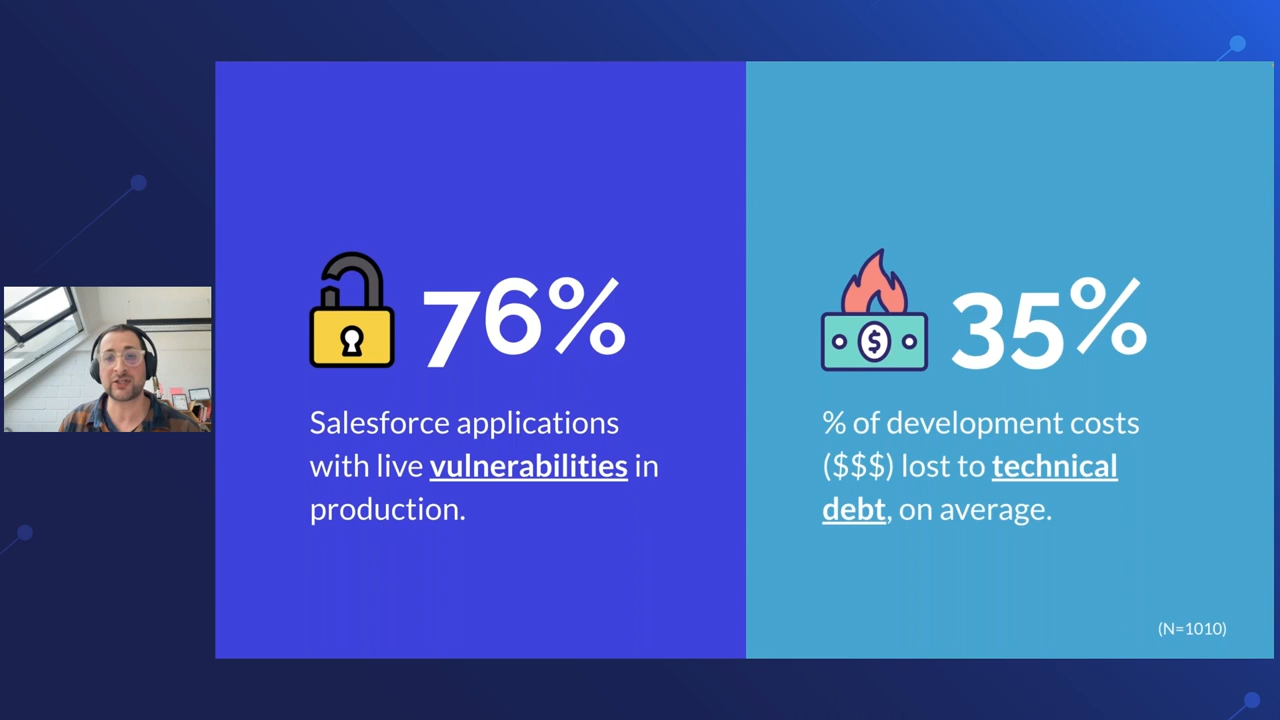 76%
Salesforce applications
with live vulnerabilities in
production.
$
35%
% of development costs
($$$) lost to technical
debt, on average.
(N=1010)